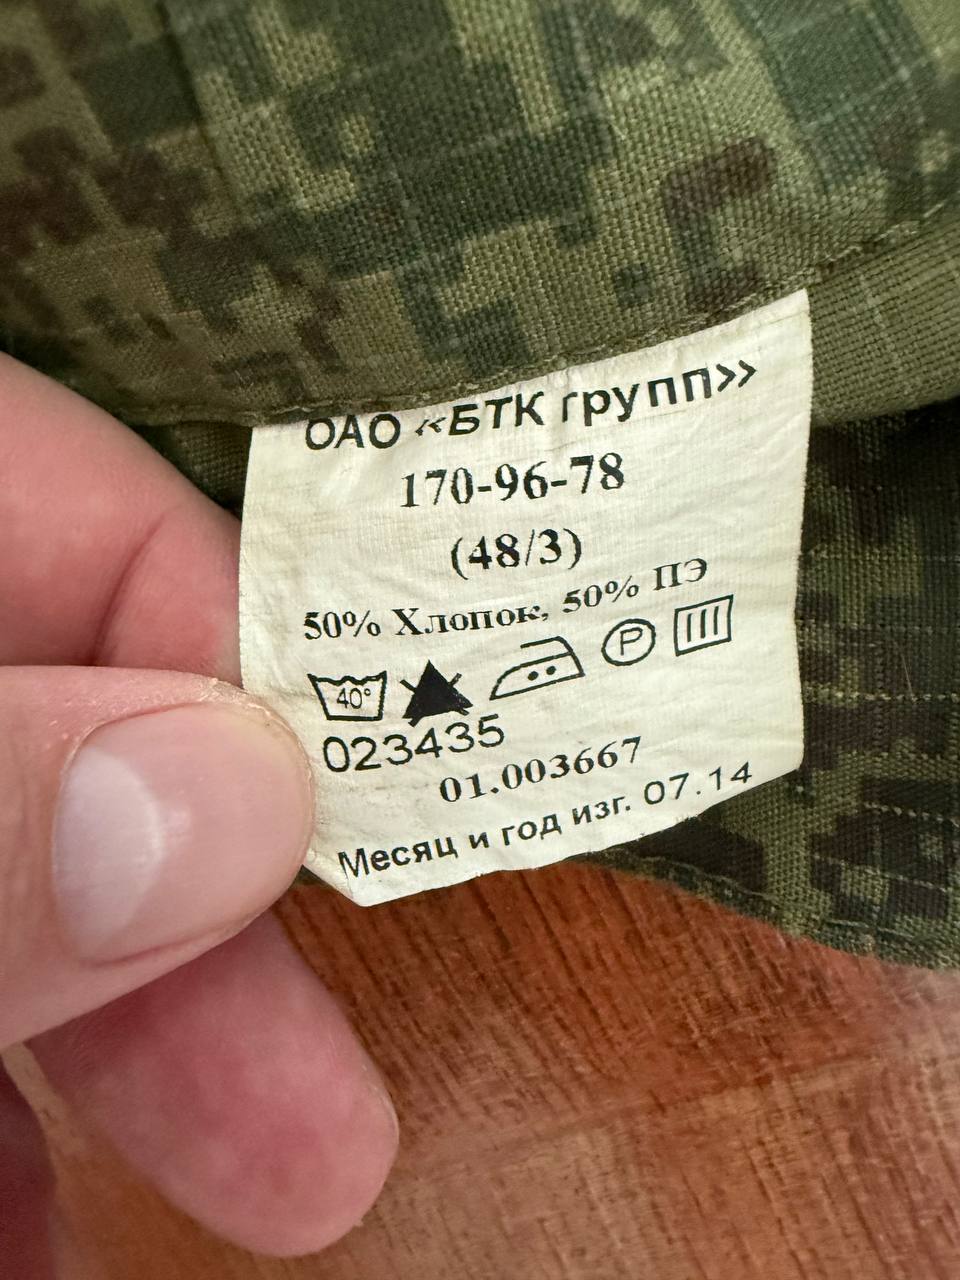 ОАО «БТК групп»
170-96-78
(48/3)
50% Хлопок, 50% ПЭ
40° P
023435
01.003667
Месяц и год изг. 07.14